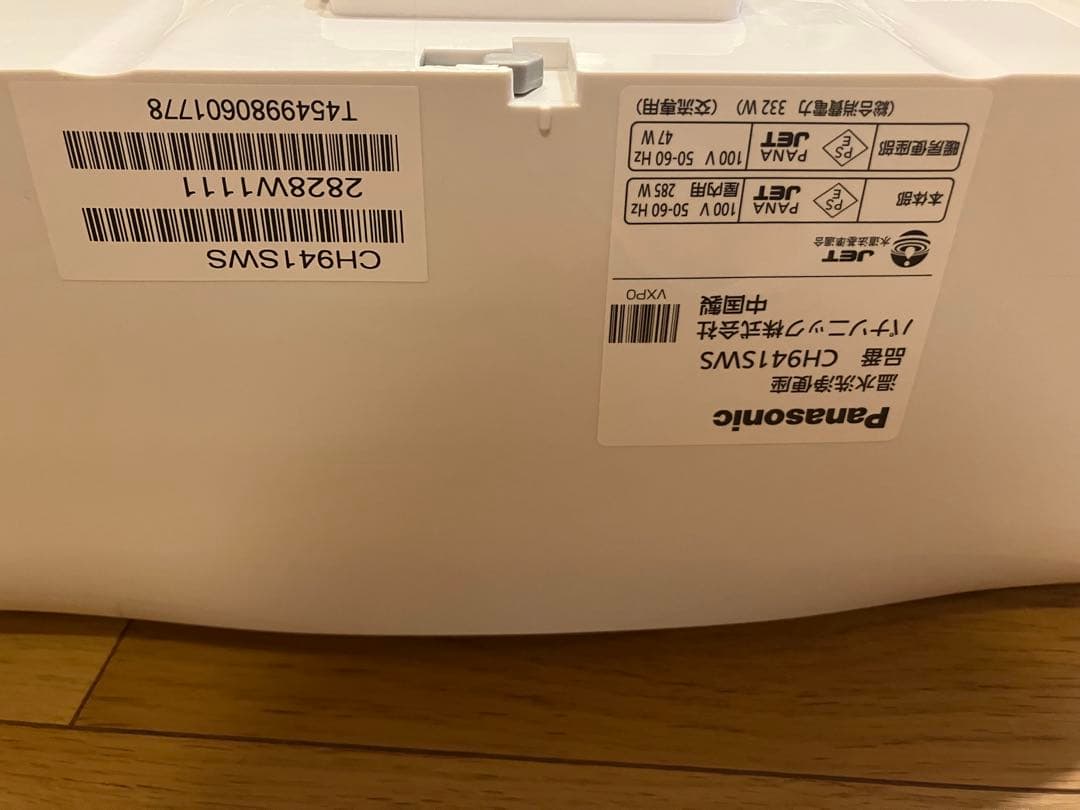 Panasonic
温水洗浄便座
品番 CH941SWS
パナソニック株式会社
中国製
VXP0
JET 水道法基準適合
本体部 PS E PANA JET 100 V 50-60 Hz 屋内用 285 W
暖房便座部 PS E PANA JET 100 V 50-60 Hz 47 W
(総合消費電力 332 W) (交流専用)
CH941SWS
2828W1111
T4549980601778